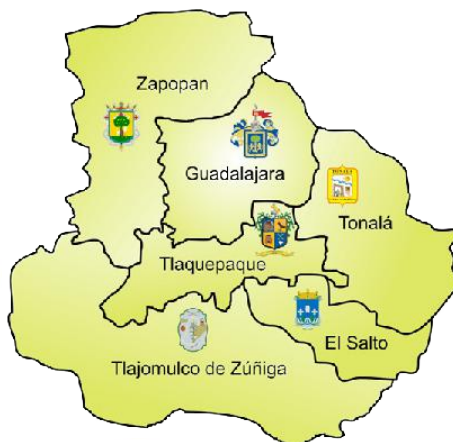 Zapopan
Guadalajara
Tonalá
Tlaquepaque
El Salto
Tlajomulco de Zúñiga